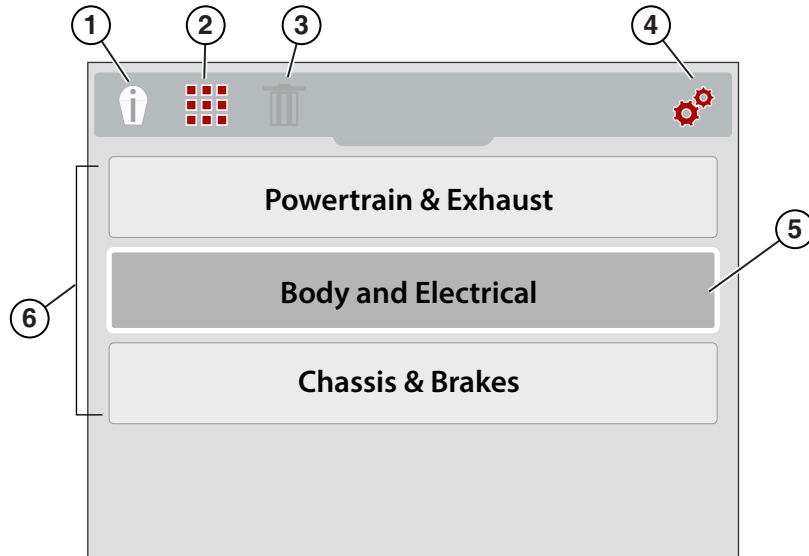 1 2 3 4
Powertrain & Exhaust
5
Body and Electrical
6
Chassis & Brakes